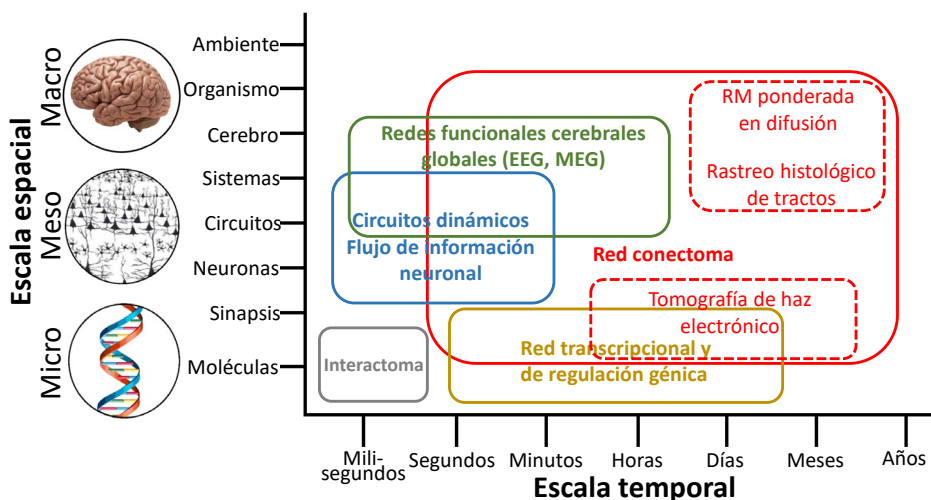 Escala espacial
Macro
Meso
Micro
Ambiente
Organismo
Cerebro
Sistemas
Circuitos
Neuronas
Sinapsis
Moléculas
RM ponderada
en difusión
Rastreo histológico
de tractos
Redes funcionales cerebrales
globales (EEG, MEG)
Circuitos dinámicos
Flujo de información
neuronal
Red conectoma
Tomografía de haz
electrónico
Interactoma
Red transcripcional y
de regulación génica
Mili-
segundos
Segundos
Minutos
Horas
Días
Meses
Años
Escala temporal